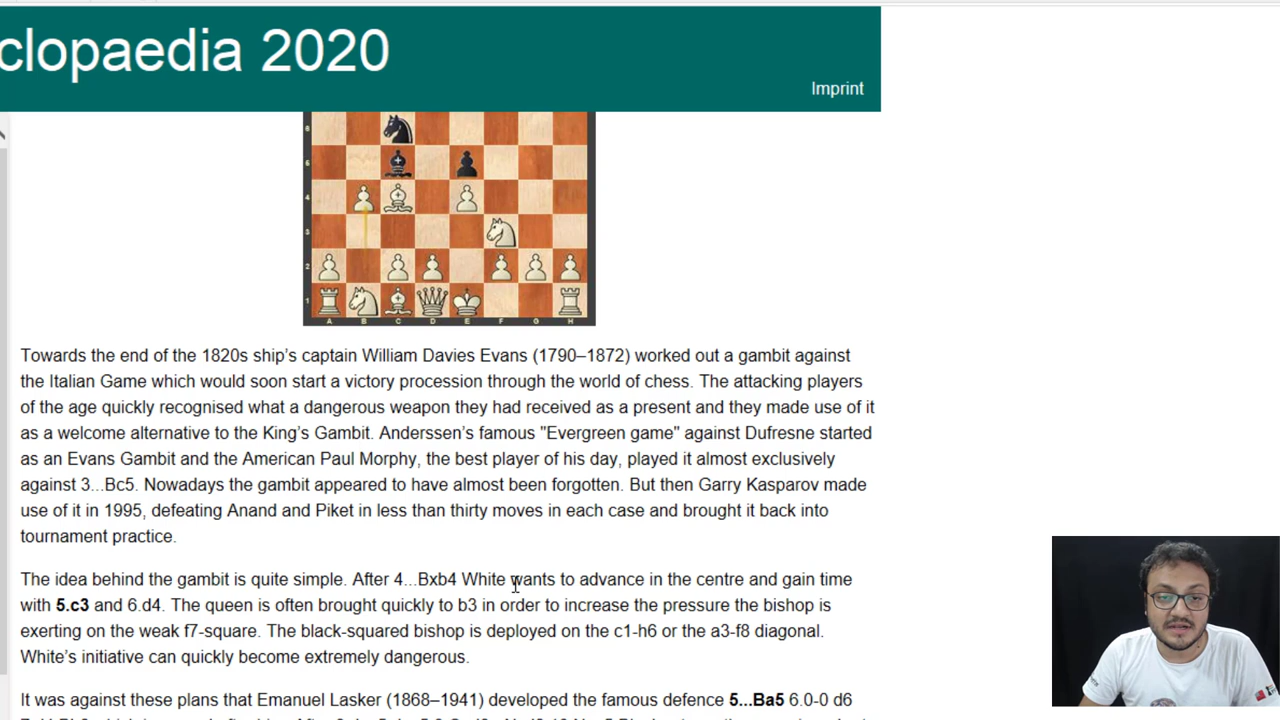 clopaedia 2020
Imprint
6
5
4
3
2
1
A B C D E F G H
Towards the end of the 1820s ship’s captain William Davies Evans (1790–1872) worked out a gambit against
the Italian Game which would soon start a victory procession through the world of chess. The attacking players
of the age quickly recognised what a dangerous weapon they had received as a present and they made use of it
as a welcome alternative to the King’s Gambit. Anderssen’s famous "Evergreen game" against Dufresne started
as an Evans Gambit and the American Paul Morphy, the best player of his day, played it almost exclusively
against 3...Bc5. Nowadays the gambit appeared to have almost been forgotten. But then Garry Kasparov made
use of it in 1995, defeating Anand and Piket in less than thirty moves in each case and brought it back into
tournament practice.
The idea behind the gambit is quite simple. After 4...Bxb4 White wants to advance in the centre and gain time
with 5.c3 and 6.d4. The queen is often brought quickly to b3 in order to increase the pressure the bishop is
exerting on the weak f7-square. The black-squared bishop is deployed on the c1-h6 or the a3-f8 diagonal.
White’s initiative can quickly become extremely dangerous.
It was against these plans that Emanuel Lasker (1868–1941) developed the famous defence 5...Ba5 6.0-0 d6